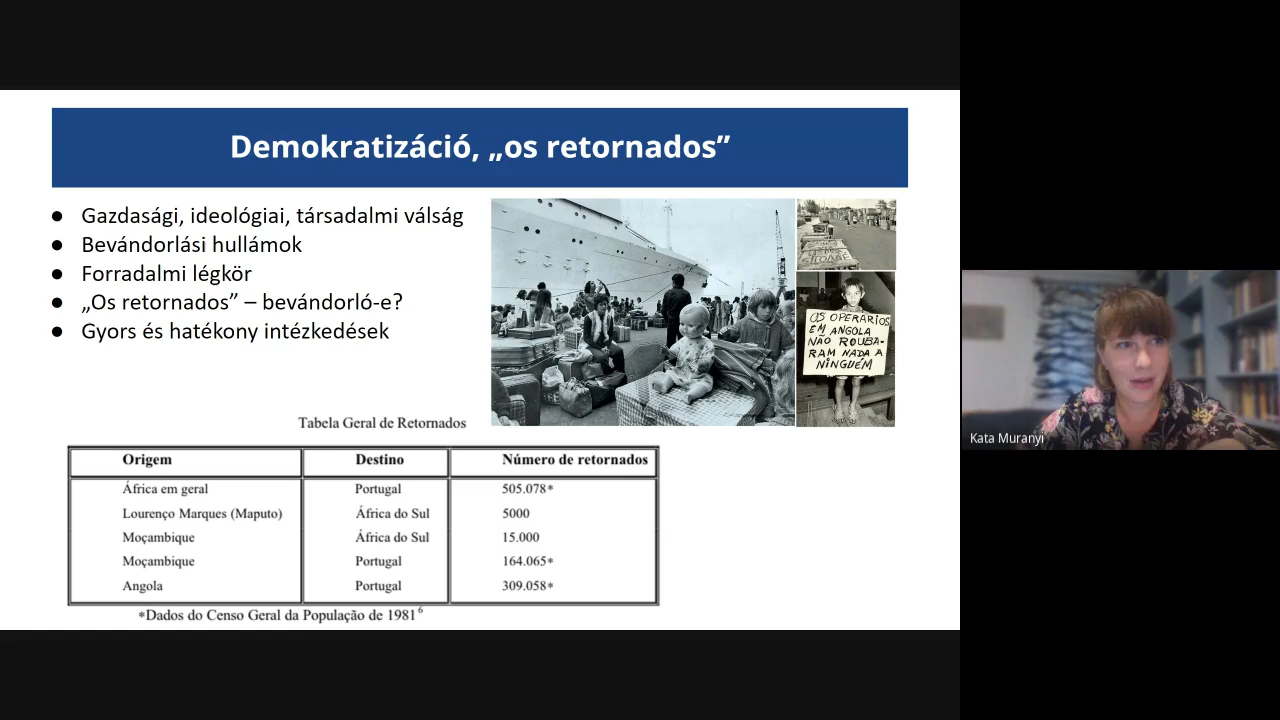 Demokratizáció, „os retornados”
● Gazdasági, ideológiai, társadalmi válság
● Bevándorlási hullámok
● Forradalmi légkör
● „Os retornados” – bevándorló-e?
● Gyors és hatékony intézkedések
OS OPERÁRIOS
EM ANGOLA
NÃO ROUBA-
RAM NADA A
NINGUÉM
Tabela Geral de Retornados
Origem Destino Número de retornados
África em geral Portugal 505.078*
Lourenço Marques (Maputo) África do Sul 5000
Moçambique África do Sul 15.000
Moçambique Portugal 164.065*
Angola Portugal 309.058*
*Dados do Censo Geral da População de 1981⁶
Kata Muranyi